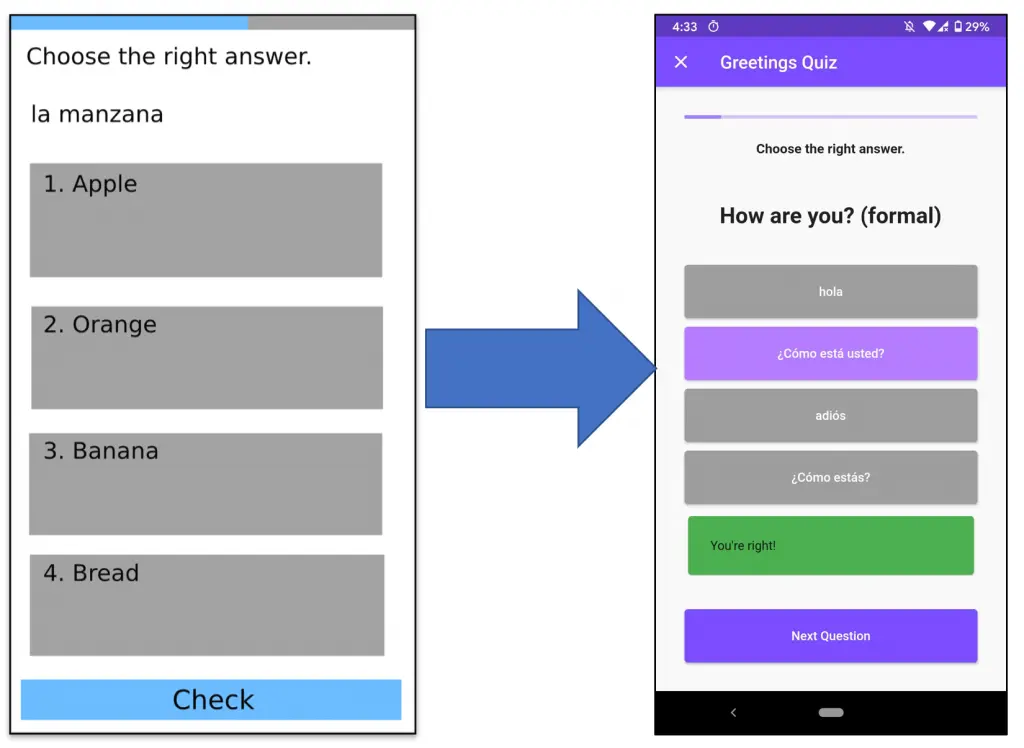 Choose the right answer.
la manzana
1. Apple
2. Orange
3. Banana
4. Bread
Check
4:33
29%
Greetings Quiz
Choose the right answer.
How are you? (formal)
hola
¿Cómo está usted?
adiós
¿Cómo estás?
You're right!
Next Question